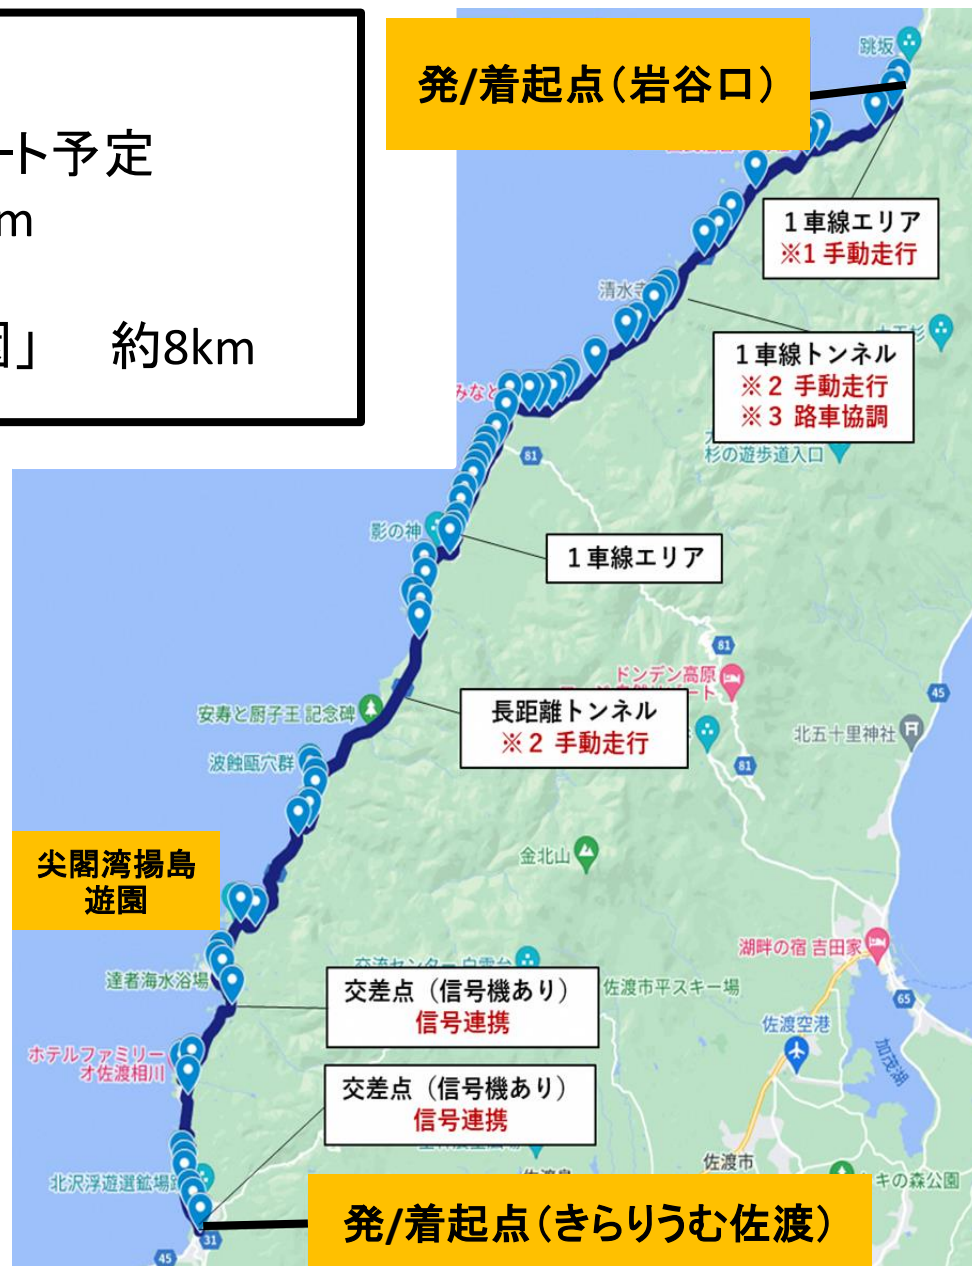 発/着起点(岩谷口)
ート予定
m
」 約8km
跳坂
1車線エリア
※1 手動走行
清水寺
1車線トンネル
※2 手動走行
※3 路車協調
杉の遊歩道入口
みなと
81
影の神
1車線エリア
81
ドンデン高原
45
安寿と厨子王 記念碑
長距離トンネル
※2 手動走行
北五十里神社
波蝕甌穴群
81
尖閣湾揚島
遊園
金北山
湖畔の宿 吉田家
達者海水浴場
交差点(信号機あり)
信号連携
佐渡市平スキー場
65
佐渡空港
ホテルファミリー
オ佐渡相川
加茂湖
交差点(信号機あり)
信号連携
佐渡市
北沢浮遊選鉱場
キの森公園
発/着起点(きらりうむ佐渡)
31
45